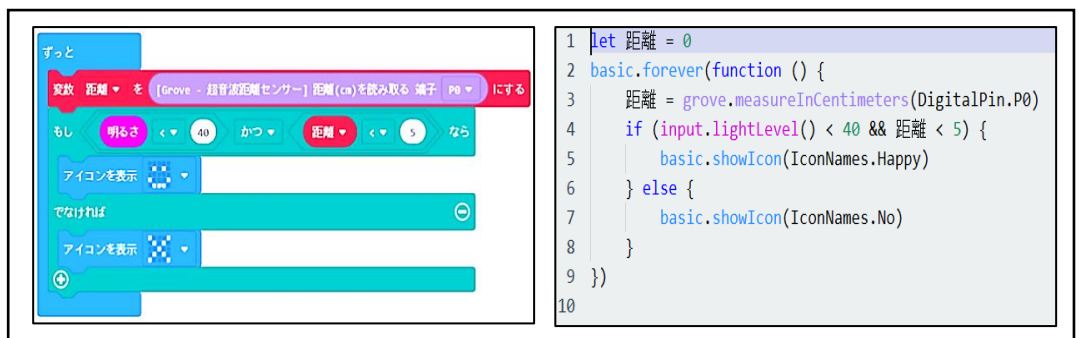 ずっと
変数 距離 を [Grove - 超音波距離センサー] 距離(cm)を読み取る 端子 P0 にする
もし 明るさ < 40 かつ 距離 < 5 なら
アイコンを表示
でなければ
アイコンを表示
1 let 距離 = 0
2 basic.forever(function () {
3 距離 = grove.measureInCentimeters(DigitalPin.P0)
4 if (input.lightLevel() < 40 && 距離 < 5) {
5 basic.showIcon(IconNames.Happy)
6 } else {
7 basic.showIcon(IconNames.No)
8 }
9 })
10